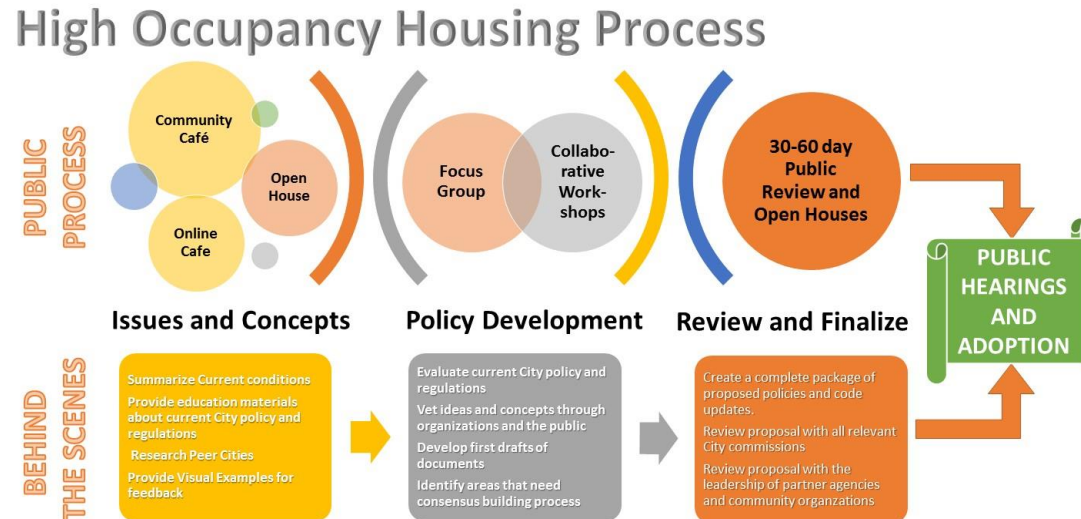 High Occupancy Housing Process
PUBLIC
PROCESS
Community
Café
Open
House
Online
Cafe
Focus
Group
Collabo-
rative
Work-
shops
30-60 day
Public
Review and
Open Houses
PUBLIC
HEARINGS
AND
ADOPTION
Issues and Concepts
Policy Development
Review and Finalize
BEHIND
THE SCENES
Summarize Current conditions
Provide education materials
about current City policy and
regulations
Research Peer Cities
Provide Visual Examples for
feedback
Evaluate current City policy and
regulations
Vet ideas and concepts through
organizations and the public
Develop first drafts of
documents
Identify areas that need
consensus building process
Create a complete package of
proposed policies and code
updates.
Review proposal with all relevant
City commissions
Review proposal with the
leadership of partner agencies
and community organzations